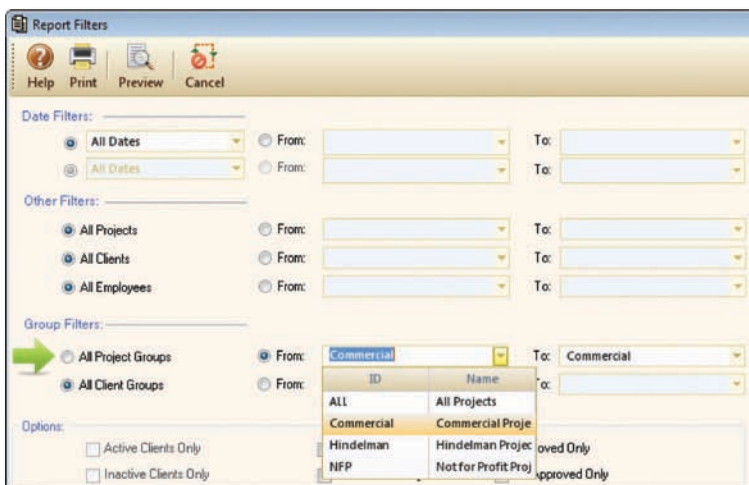 Report Filters
Help Print Preview Cancel
Date Filters:
All Dates From: To:
All Dates From: To:
Other Filters:
All Projects From: To:
All Clients From: To:
All Employees From: To:
Group Filters:
All Project Groups From: Commercial To: Commercial
All Client Groups From: o:
ID Name
ALL All Projects
Commercial Commercial Proje
Hindelman Hindelman Projec
NFP Not for Profit Proj
Options:
Active Clients Only oved Only
Inactive Clients Only Approved Only